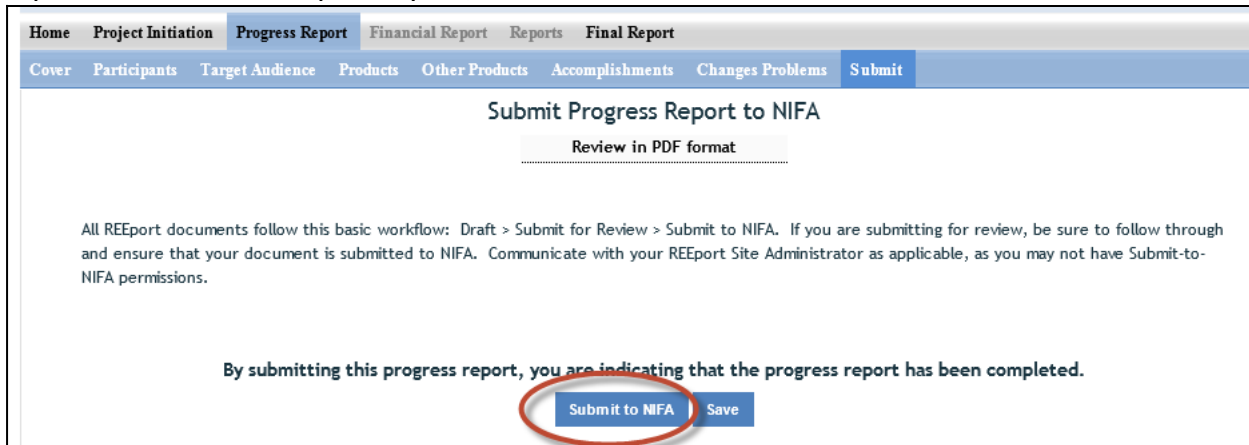 Home Project Initiation Progress Report Financial Report Reports Final Report
Cover Participants Target Audience Products Other Products Accomplishments Changes Problems Submit
Submit Progress Report to NIFA
Review in PDF format
All REEport documents follow this basic workflow: Draft > Submit for Review > Submit to NIFA. If you are submitting for review, be sure to follow through
and ensure that your document is submitted to NIFA. Communicate with your REEport Site Administrator as applicable, as you may not have Submit-to-
NIFA permissions.
By submitting this progress report, you are indicating that the progress report has been completed.
Submit to NIFA Save